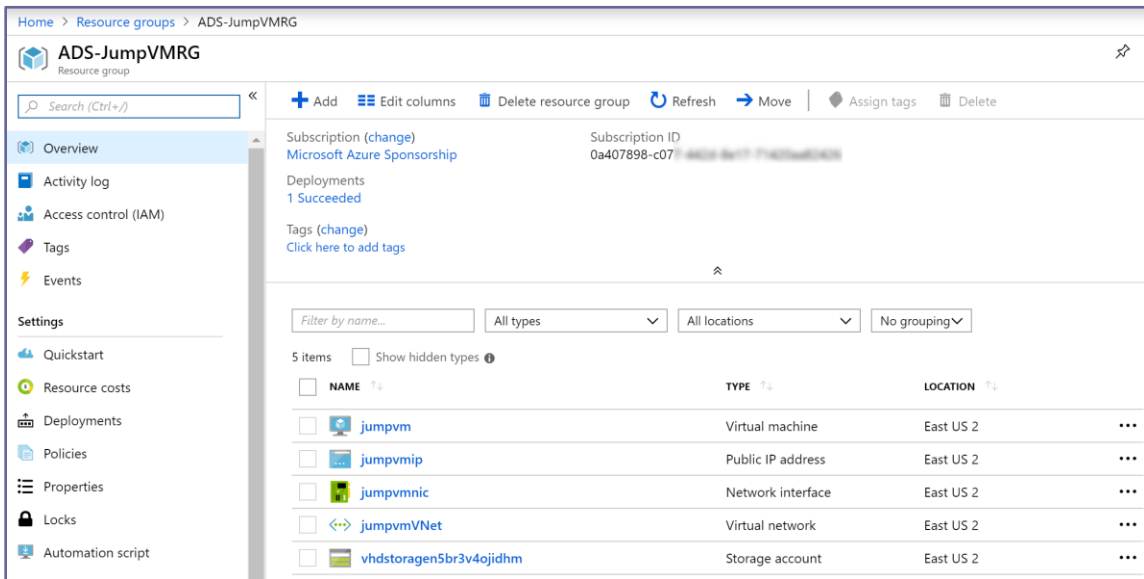 Home > Resource groups > ADS-JumpVMRG
ADS-JumpVMRG
Resource group
Search (Ctrl+/)
«
Overview
Activity log
Access control (IAM)
Tags
Events
Settings
Quickstart
Resource costs
Deployments
Policies
Properties
Locks
Automation script
Add Edit columns Delete resource group Refresh Move Assign tags Delete
Subscription (change)
Microsoft Azure Sponsorship
Subscription ID
0a407898-c07
Deployments
1 Succeeded
Tags (change)
Click here to add tags
Filter by name... All types All locations No grouping
5 items Show hidden types
NAME TYPE LOCATION
jumpvm Virtual machine East US 2 •••
jumpvmip Public IP address East US 2 •••
jumpvmnic Network interface East US 2 •••
jumpvmVNet Virtual network East US 2 •••
vhdstoragen5br3v4ojidhm Storage account East US 2 •••